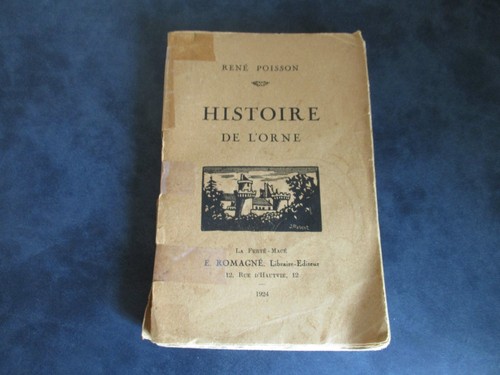 RENÉ POISSON
HISTOIRE
DE L'ORNE
LA FERTÉ-MACÉ
E. ROMAGNÉ, Libraire-Editeur
12, RUE D'HAUTVIE, 12
1924